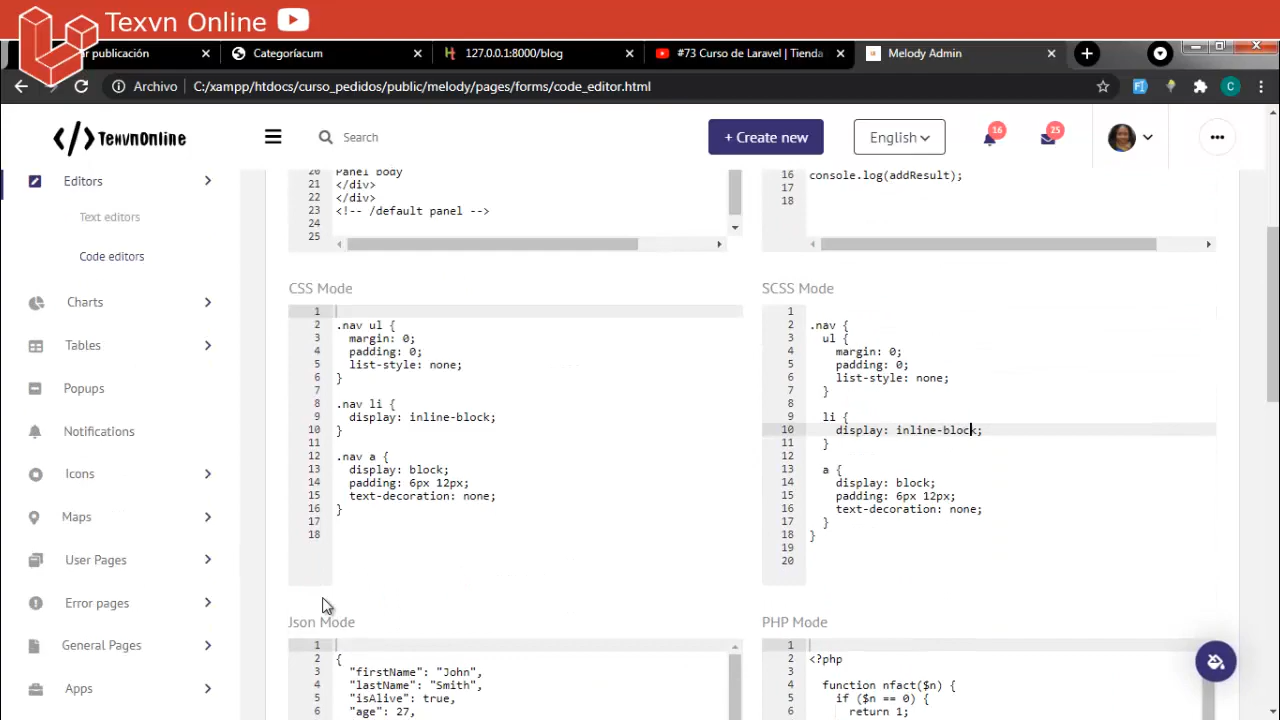 Texvn Online
r publicación
Categoríacum
127.0.0.1:8000/blog
#73 Curso de Laravel | Tienda
Melody Admin
Archivo
C:/xampp/htdocs/curso_pedidos/public/melody/pages/forms/code_editor.html
C
</> TexvnOnline
Search
+ Create new
English
16
25
Editors
Text editors
Code editors
Charts
Tables
Popups
Notifications
Icons
Maps
User Pages
Error pages
General Pages
Apps
20 Panel body
21 </div>
22 </div>
23 <!-- /default panel -->
24
25
16 console.log(addResult);
17
18
CSS Mode
1
2 .nav ul {
3 margin: 0;
4 padding: 0;
5 list-style: none;
6 }
7
8 .nav li {
9 display: inline-block;
10 }
11
12 .nav a {
13 display: block;
14 padding: 6px 12px;
15 text-decoration: none;
16 }
17
18
SCSS Mode
1
2 .nav {
3 ul {
4 margin: 0;
5 padding: 0;
6 list-style: none;
7 }
8
9 li {
10 display: inline-block;
11 }
12
13 a {
14 display: block;
15 padding: 6px 12px;
16 text-decoration: none;
17 }
18 }
19
20
Json Mode
1
2 {
3 "firstName": "John",
4 "lastName": "Smith",
5 "isAlive": true,
6 "age": 27,
PHP Mode
1
2 <?php
3
4 function nfact($n) {
5 if ($n == 0) {
6 return 1;